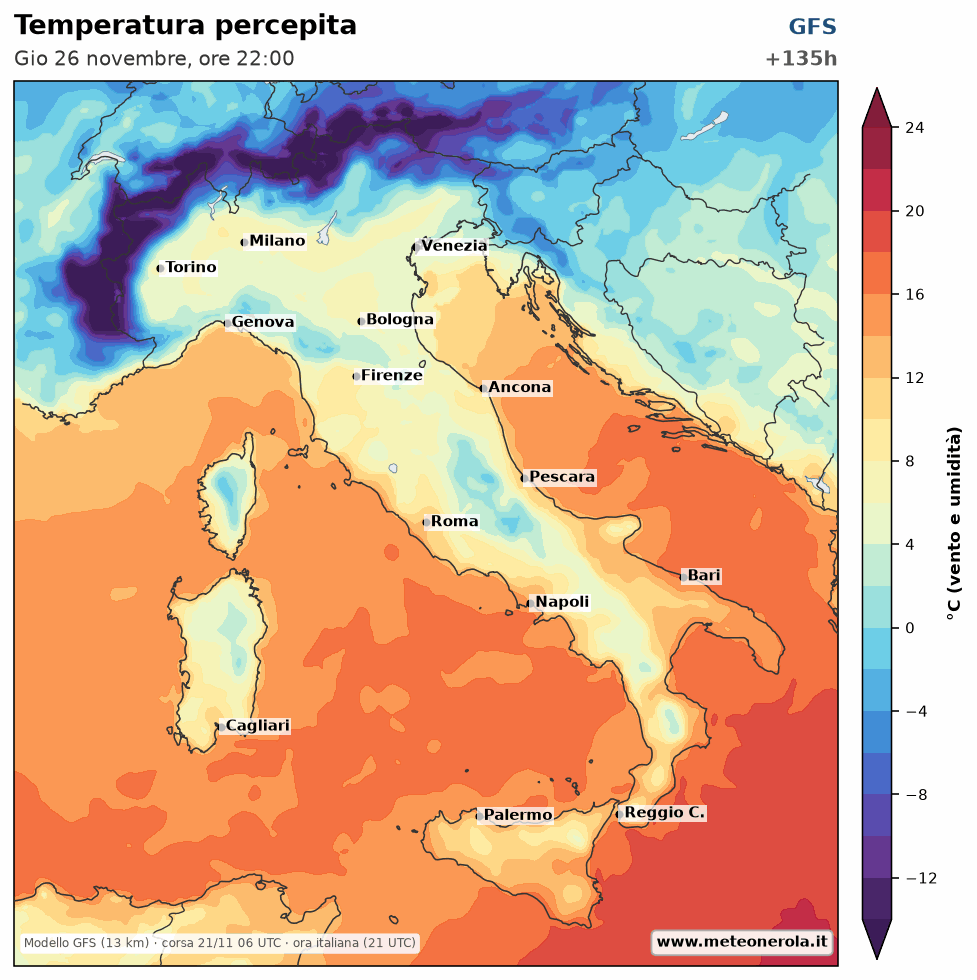 Temperatura percepita
GFS
Gio 26 novembre, ore 22:00
+135h
Milano
Venezia
Torino
Genova
Bologna
Firenze
Ancona
Pescara
Roma
Bari
Napoli
Cagliari
Palermo
Reggio C.
24
20
16
12
8
4
0
−4
−8
−12
°C (vento e umidità)
Modello GFS (13 km) · corsa 21/11 06 UTC · ora italiana (21 UTC)
www.meteonerola.it